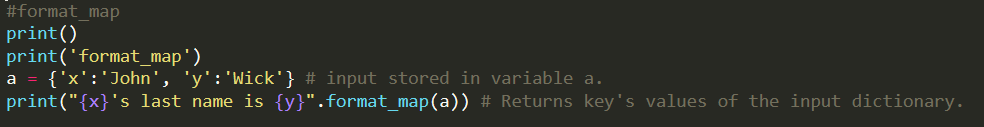 #format_map
print()
print('format_map')
a = {'x':'John', 'y':'Wick'} # input stored in variable a.
print("{x}'s last name is {y}".format_map(a)) # Returns key's values of the input dictionary.